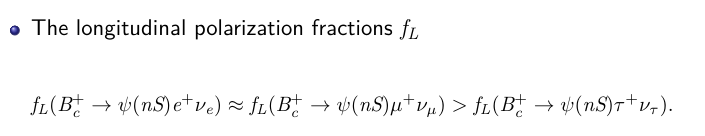 The longitudinal polarization fractions f_L
f_L(B_c^+ → ψ(nS)e^+ν_e) ≈ f_L(B_c^+ → ψ(nS)μ^+ν_μ) > f_L(B_c^+ → ψ(nS)τ^+ν_τ).